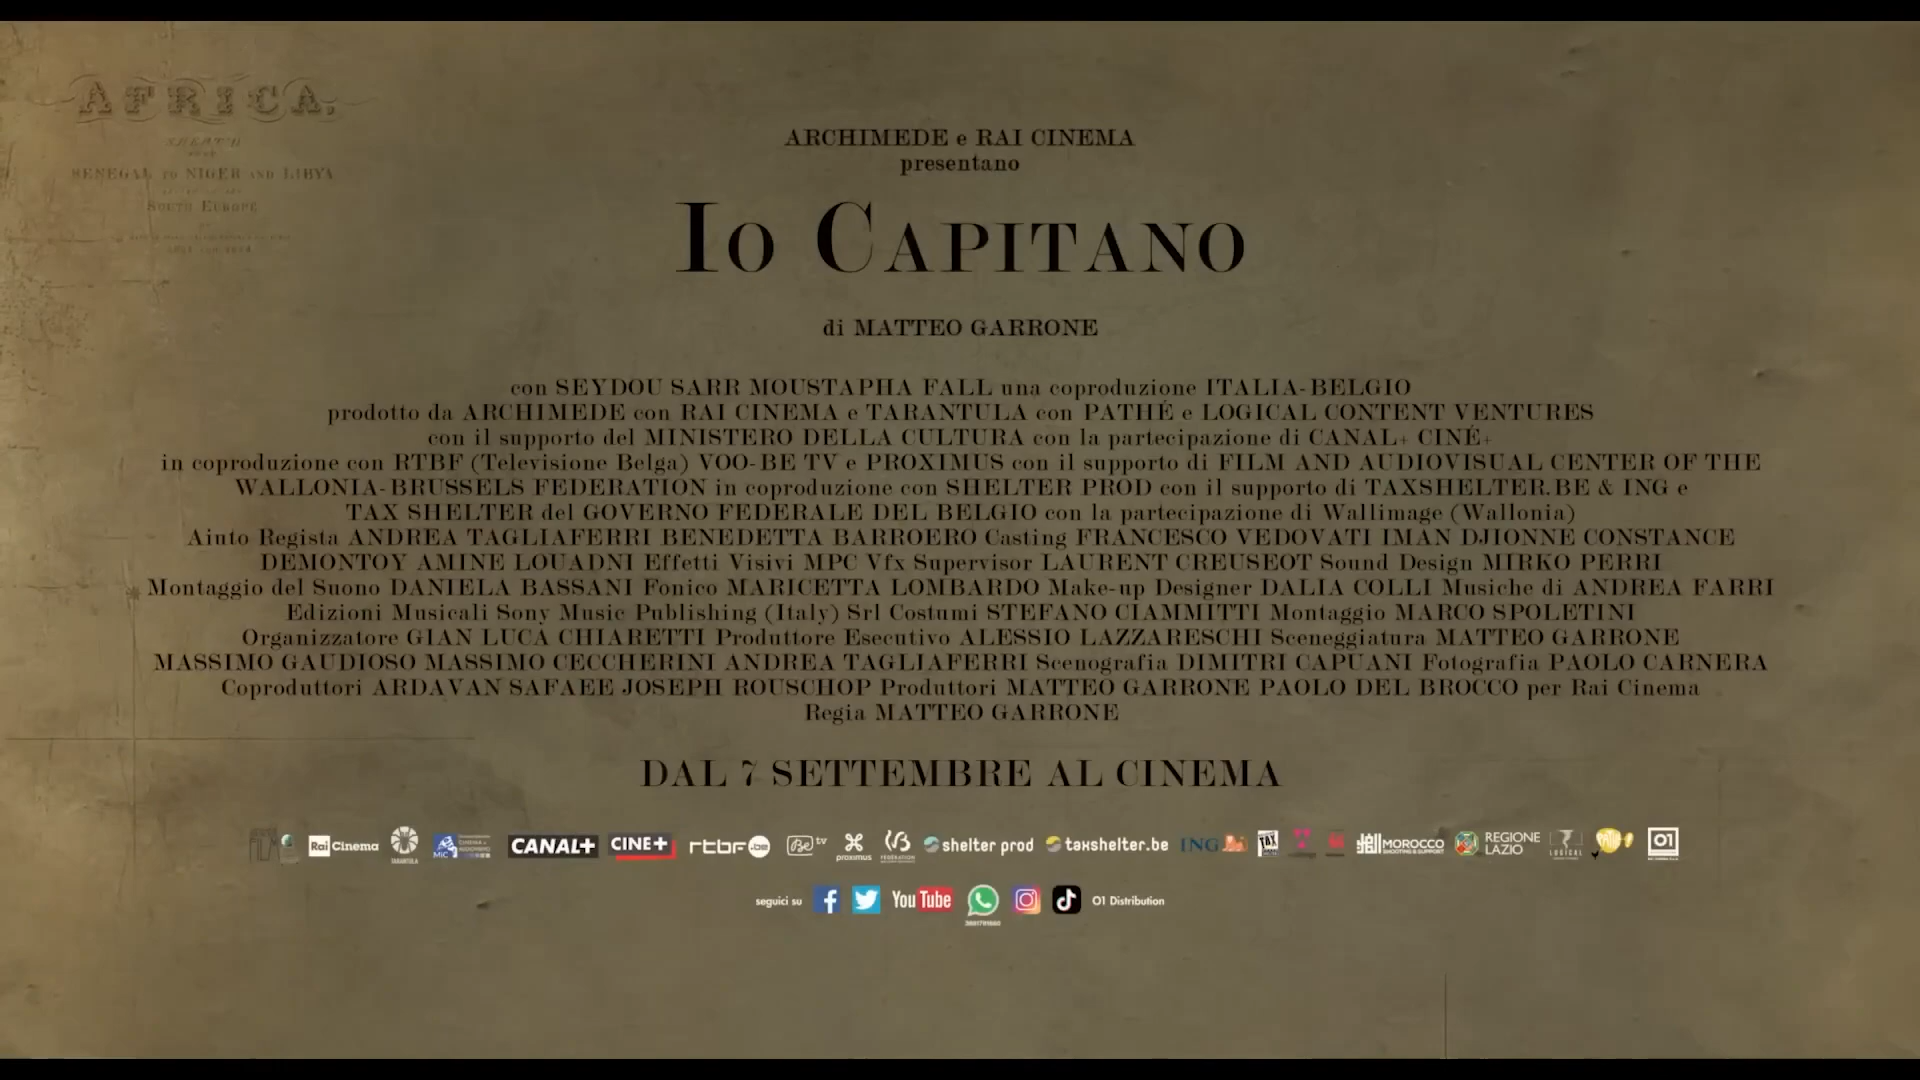 AFRICA.
SENEGAL TO NIGER AND LIBYA
SOUTH EUROPE
ARCHIMEDE e RAI CINEMA
presentano
IO CAPITANO
di MATTEO GARRONE
con SEYDOU SARR MOUSTAPHA FALL una coproduzione ITALIA-BELGIO
prodotto da ARCHIMEDE con RAI CINEMA e TARANTULA con PATHÉ e LOGICAL CONTENT VENTURES
con il supporto del MINISTERO DELLA CULTURA con la partecipazione di CANAL+ CINÉ+
in coproduzione con RTBF (Televisione Belga) VOO-BE TV e PROXIMUS con il supporto di FILM AND AUDIOVISUAL CENTER OF THE
WALLONIA-BRUSSELS FEDERATION in coproduzione con SHELTER PROD con il supporto di TAXSHELTER.BE & ING e
TAX SHELTER del GOVERNO FEDERALE DEL BELGIO con la partecipazione di Wallimage (Wallonia)
Aiuto Regista ANDREA TAGLIAFERRI BENEDETTA BARROERO Casting FRANCESCO VEDOVATI IMAN DJIONNE CONSTANCE
DEMONTOY AMINE LOUADNI Effetti Visivi MPC Vfx Supervisor LAURENT CREUSEOT Sound Design MIRKO PERRI
Montaggio del Suono DANIELA BASSANI Fonico MARICETTA LOMBARDO Make-up Designer DALIA COLLI Musiche di ANDREA FARRI
Edizioni Musicali Sony Music Publishing (Italy) Srl Costumi STEFANO CIAMMITTI Montaggio MARCO SPOLETINI
Organizzatore GIAN LUCA CHIARETTI Produttore Esecutivo ALESSIO LAZZARESCHI Sceneggiatura MATTEO GARRONE
MASSIMO GAUDIOSO MASSIMO CECCHERINI ANDREA TAGLIAFERRI Scenografia DIMITRI CAPUANI Fotografia PAOLO CARNERA
Coproduttori ARDAVAN SAFAEE JOSEPH ROUSCHOP Produttori MATTEO GARRONE PAOLO DEL BROCCO per Rai Cinema
Regia MATTEO GARRONE
DAL 7 SETTEMBRE AL CINEMA
Rai Cinema TARANTULA MiC CANAL+ CINE+ rtbf.be Be tv proximus FEDERATION shelter prod taxshelter.be ING TAX MOROCCO REGIONE LAZIO LOGICAL 01
seguici su f You Tube 01 Distribution